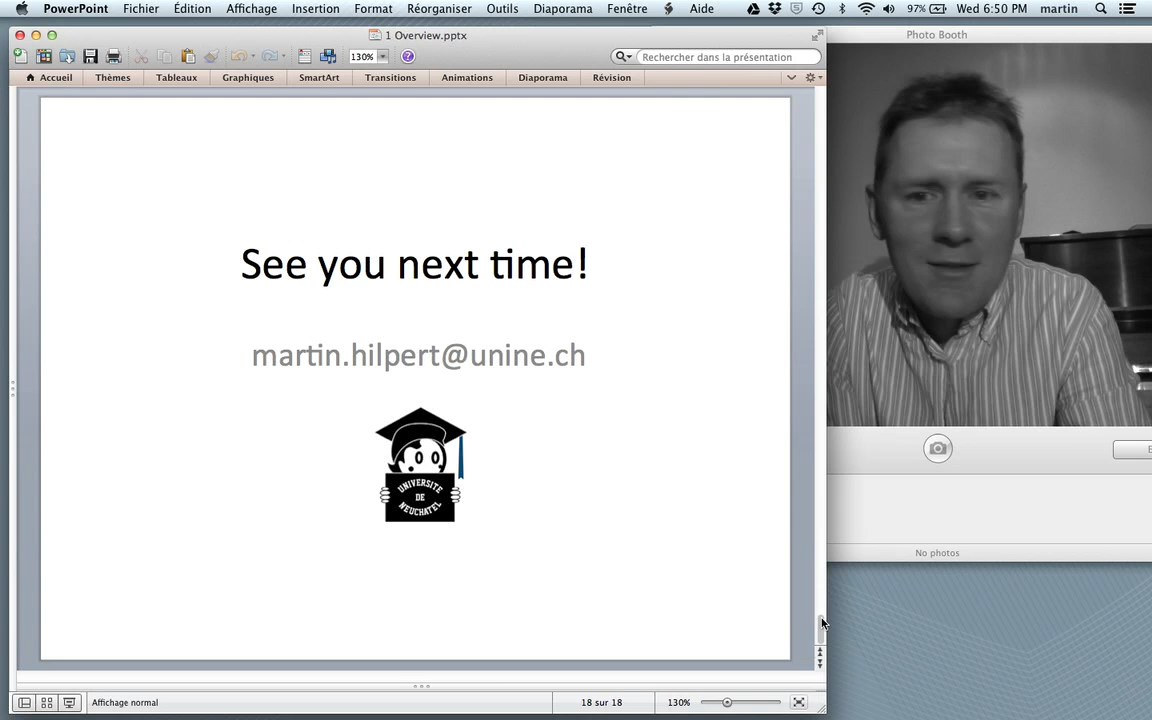 PowerPoint Fichier Édition Affichage Insertion Format Réorganiser Outils Diaporama Fenêtre Aide 97% Wed 6:50 PM martin
1 Overview.pptx
Photo Booth
130%
Rechercher dans la présentation
Accueil Thèmes Tableaux Graphiques SmartArt Transitions Animations Diaporama Révision
See you next time!
martin.hilpert@unine.ch
UNIVERSITÉ
DE
NEUCHATEL
No photos
Affichage normal 18 sur 18 130%